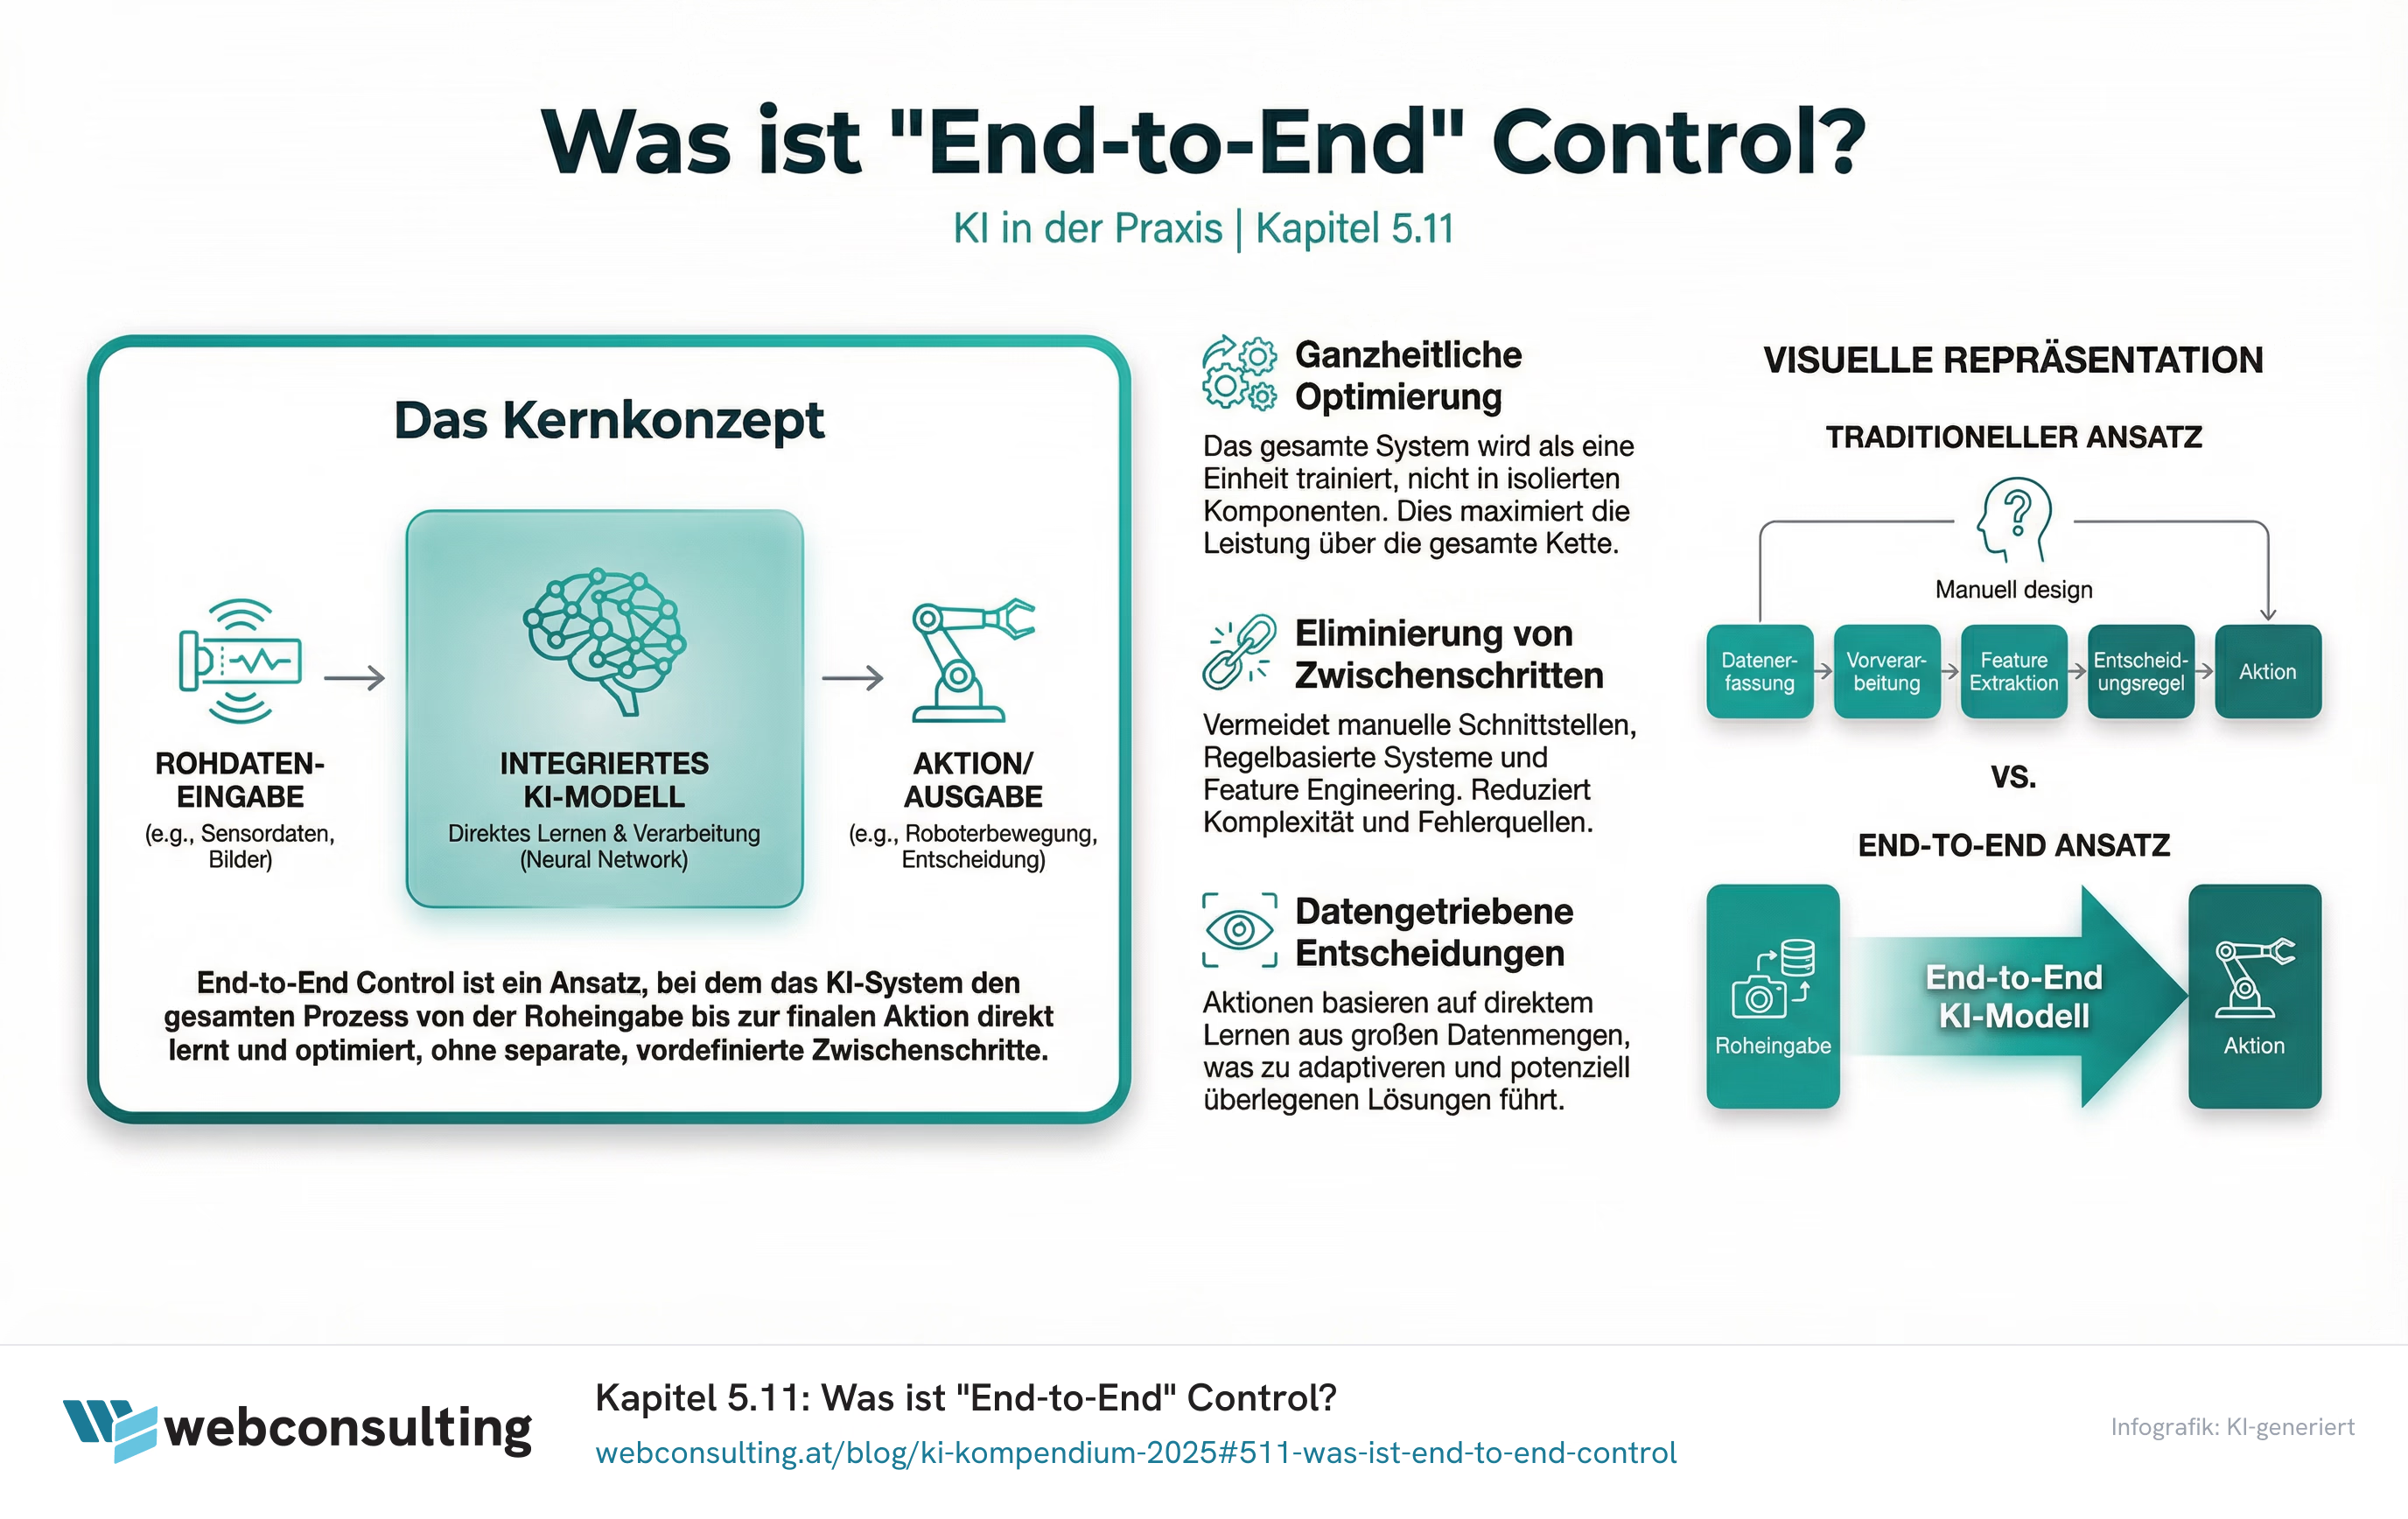 Was ist "End-to-End" Control?
KI in der Praxis | Kapitel 5.11
Das Kernkonzept
ROHDATEN-
EINGABE
(e.g., Sensordaten,
Bilder)
INTEGRIERTES
KI-MODELL
Direktes Lernen & Verarbeitung
(Neural Network)
AKTION/
AUSGABE
(e.g., Roboterbewegung,
Entscheidung)
End-to-End Control ist ein Ansatz, bei dem das KI-System den
gesamten Prozess von der Roheingabe bis zur finalen Aktion direkt
lernt und optimiert, ohne separate, vordefinierte Zwischenschritte.
Ganzheitliche
Optimierung
Das gesamte System wird als eine
Einheit trainiert, nicht in isolierten
Komponenten. Dies maximiert die
Leistung über die gesamte Kette.
Eliminierung von
Zwischenschritten
Vermeidet manuelle Schnittstellen,
Regelbasierte Systeme und
Feature Engineering. Reduziert
Komplexität und Fehlerquellen.
Datengetriebene
Entscheidungen
Aktionen basieren auf direktem
Lernen aus großen Datenmengen,
was zu adaptiveren und potenziell
überlegenen Lösungen führt.
VISUELLE REPRÄSENTATION
TRADITIONELLER ANSATZ
?
Manuell design
Datener-
fassung
Vorverar-
beitung
Feature
Extraktion
Entscheid-
ungsregel
Aktion
VS.
END-TO-END ANSATZ
Roheingabe
End-to-End
KI-Modell
Aktion
webconsulting
Kapitel 5.11: Was ist "End-to-End" Control?
webconsulting.at/blog/ki-kompendium-2025#511-was-ist-end-to-end-control
Infografik: KI-generiert